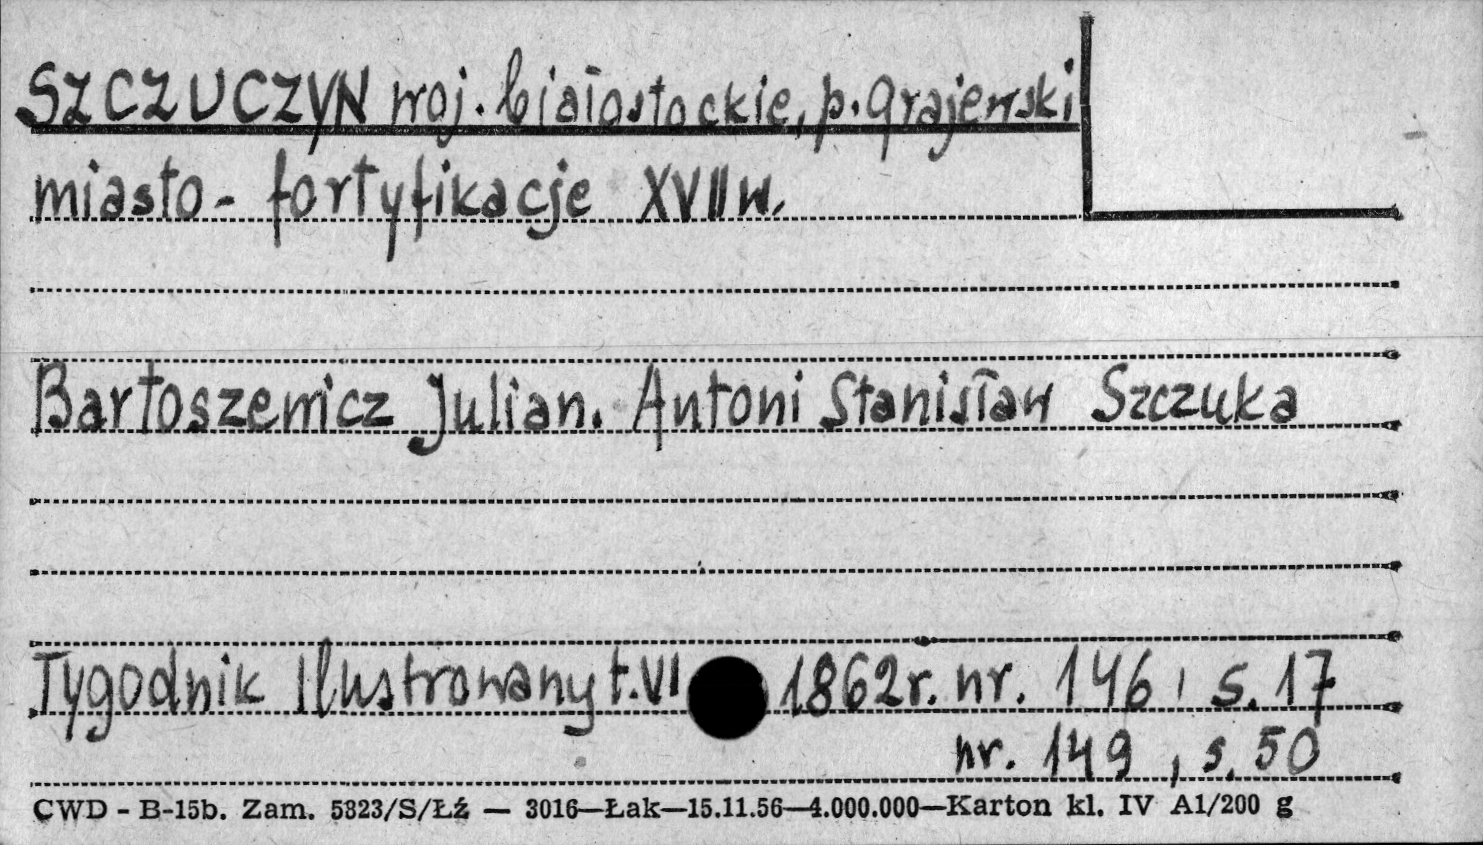 SZCZUCZYN woj. białostockie, p. grajewski
miasto - fortyfikacje XVII w.
Bartoszewicz Julian. Antoni Stanisław Szczuka
Tygodnik Ilustrowany t. VI 1862r. nr. 146, s. 17
nr. 149, s. 50
CWD - B-15b. Zam. 5323/S/Łź — 3016—Łak—15.11.56—4.000.000—Karton kl. IV A1/200 g